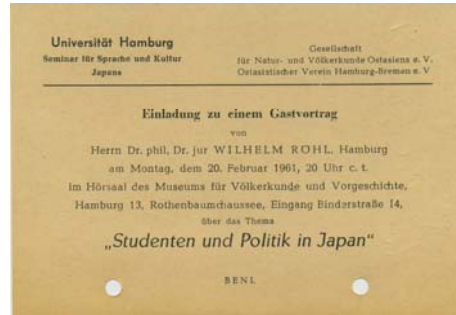 Universität Hamburg
Seminar für Sprache und Kultur
Japans
Gesellschaft
für Natur- und Völkerkunde Ostasiens e. V.
Ostasiatischer Verein Hamburg-Bremen e. V
Einladung zu einem Gastvortrag
von
Herrn Dr. phil. Dr. jur WILHELM RÖHL, Hamburg
am Montag, dem 20. Februar 1961, 20 Uhr c. t.
im Hörsaal des Museums für Völkerkunde und Vorgeschichte,
Hamburg 13, Rothenbaumchaussee, Eingang Binderstraße 14,
über das Thema
„Studenten und Politik in Japan“
BENL